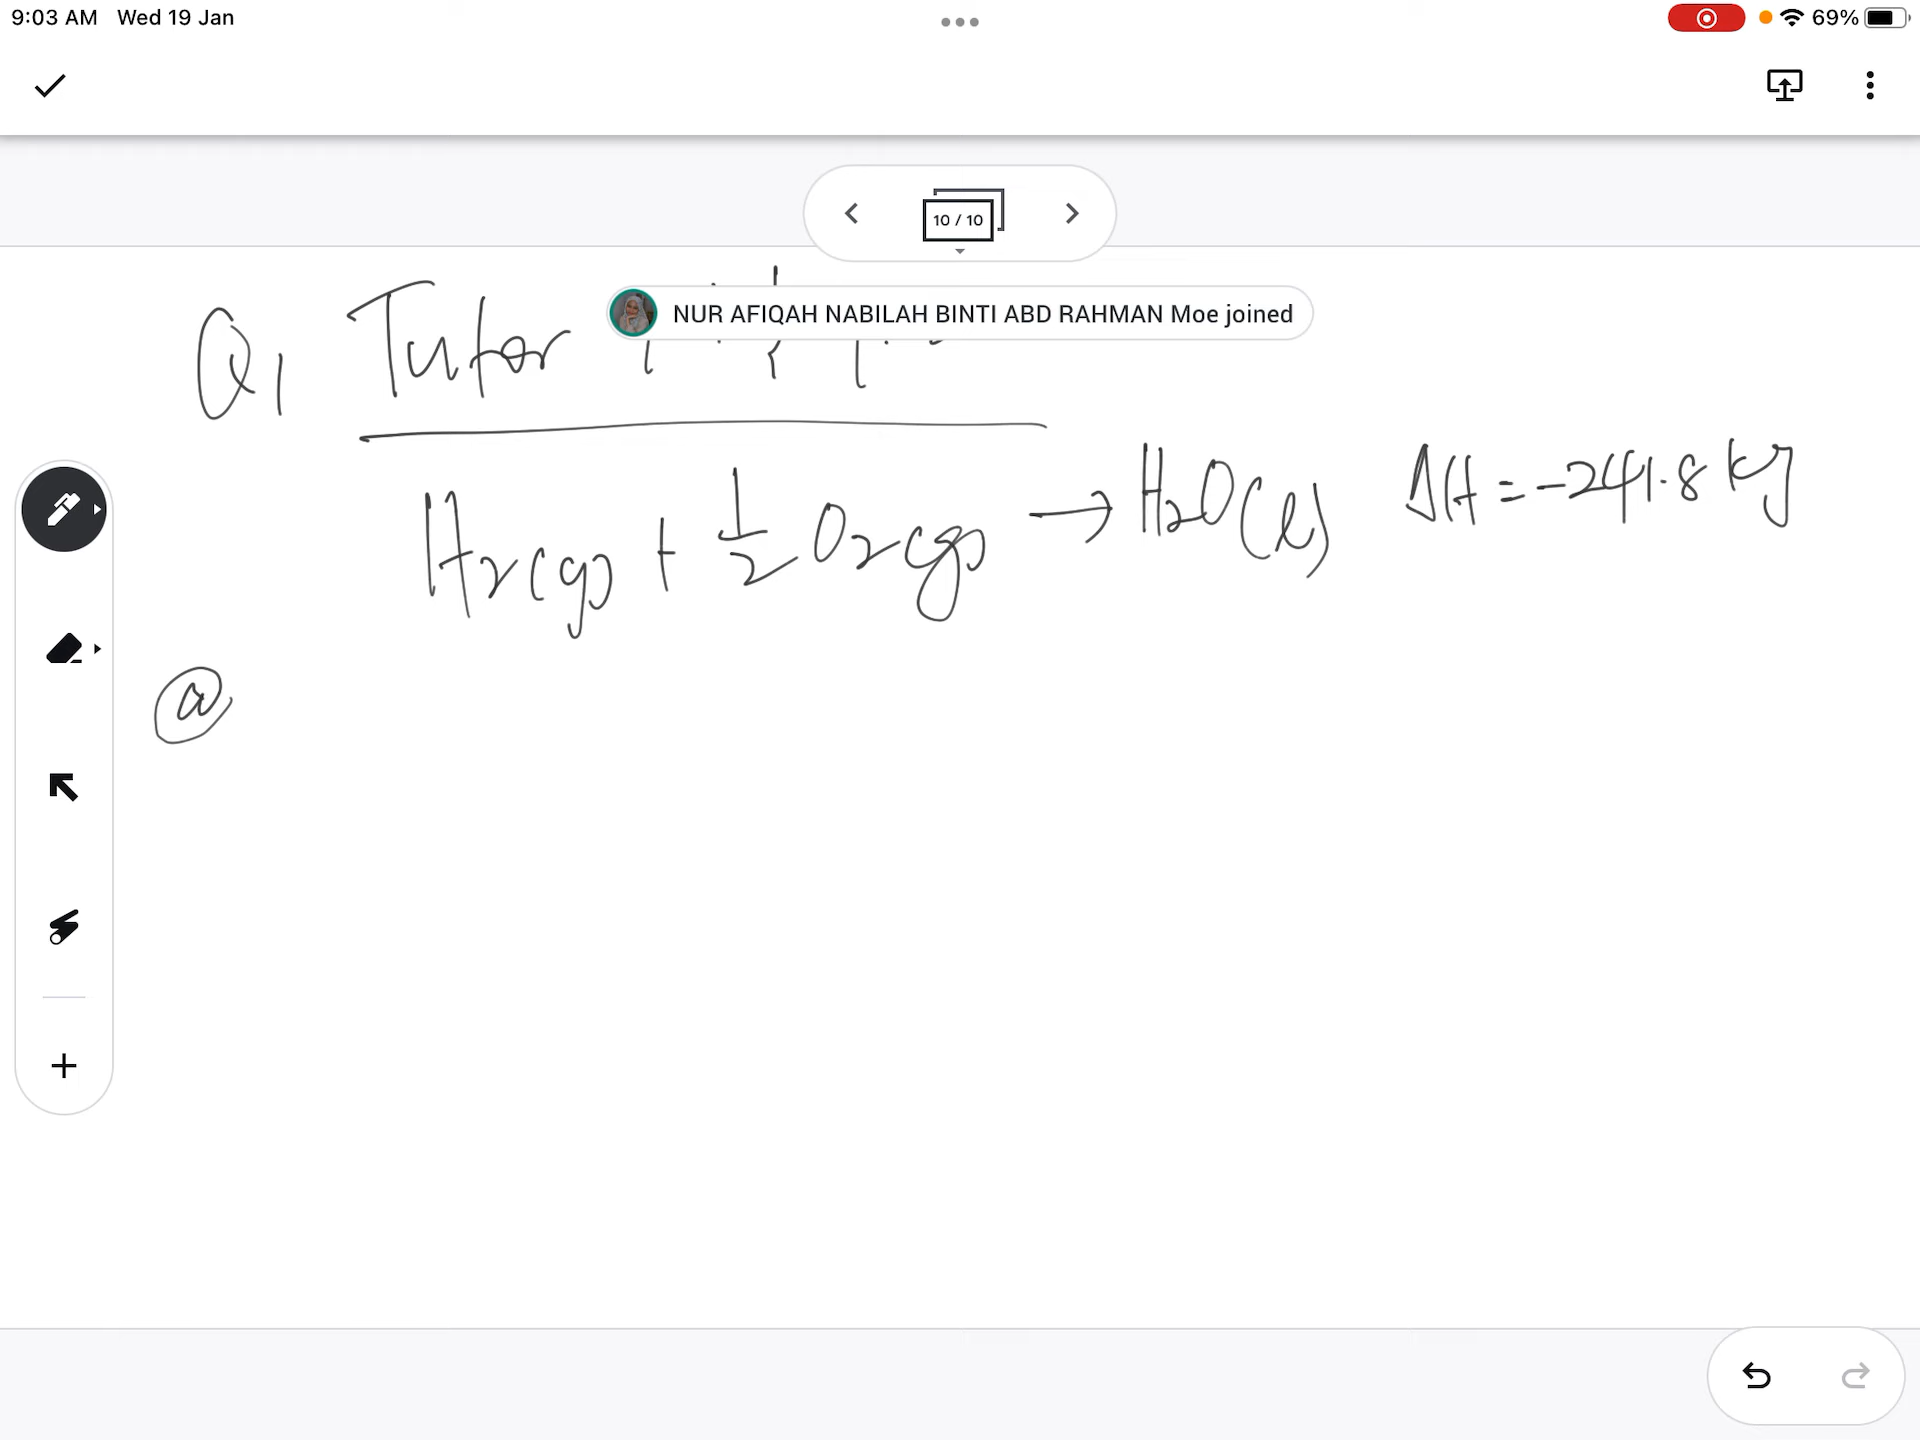 9:03 AM Wed 19 Jan
69%
10 / 10
NUR AFIQAH NABILAH BINTI ABD RAHMAN Moe joined
Q1 Tutor
H2(g) + 1/2 O2(g) → H2O(l) ΔH = -241.8 kJ
a